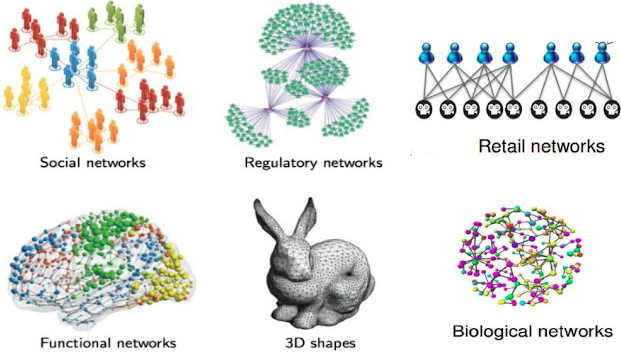 Social networks
Regulatory networks
Retail networks
Functional networks
3D shapes
Biological networks